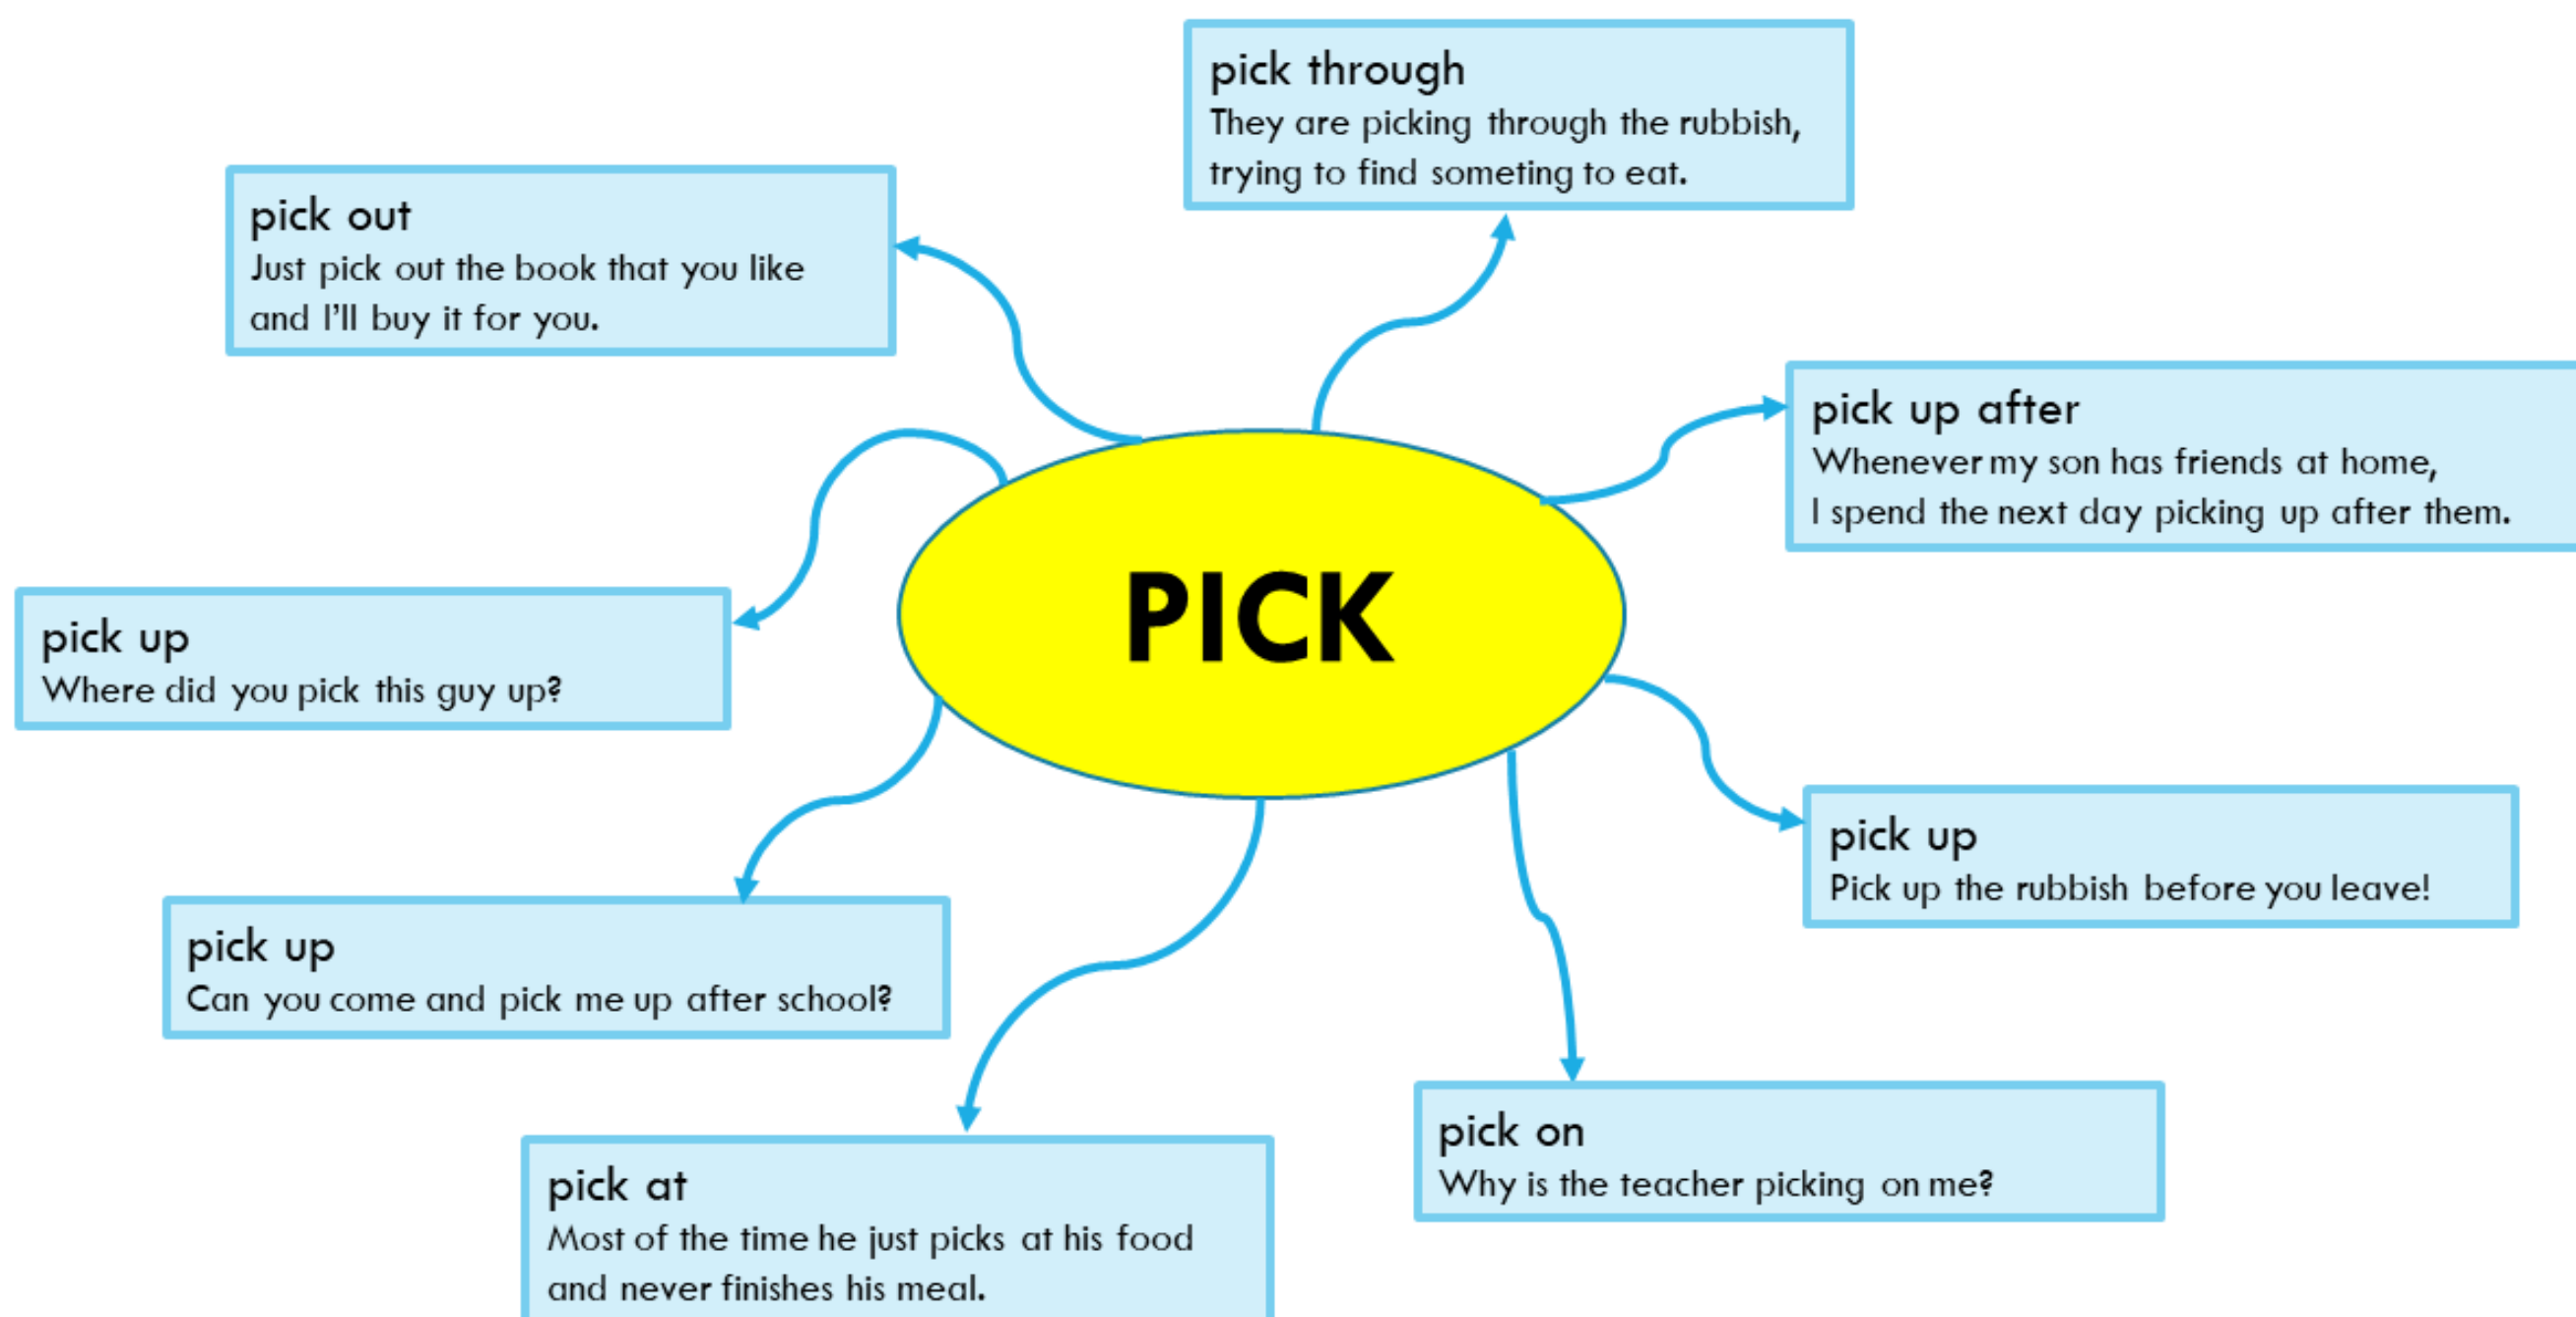 pick through
They are picking through the rubbish,
trying to find someting to eat.
pick out
Just pick out the book that you like
and I'll buy it for you.
pick up after
Whenever my son has friends at home,
I spend the next day picking up after them.
PICK
pick up
Where did you pick this guy up?
pick up
Pick up the rubbish before you leave!
pick up
Can you come and pick me up after school?
pick on
Why is the teacher picking on me?
pick at
Most of the time he just picks at his food
and never finishes his meal.